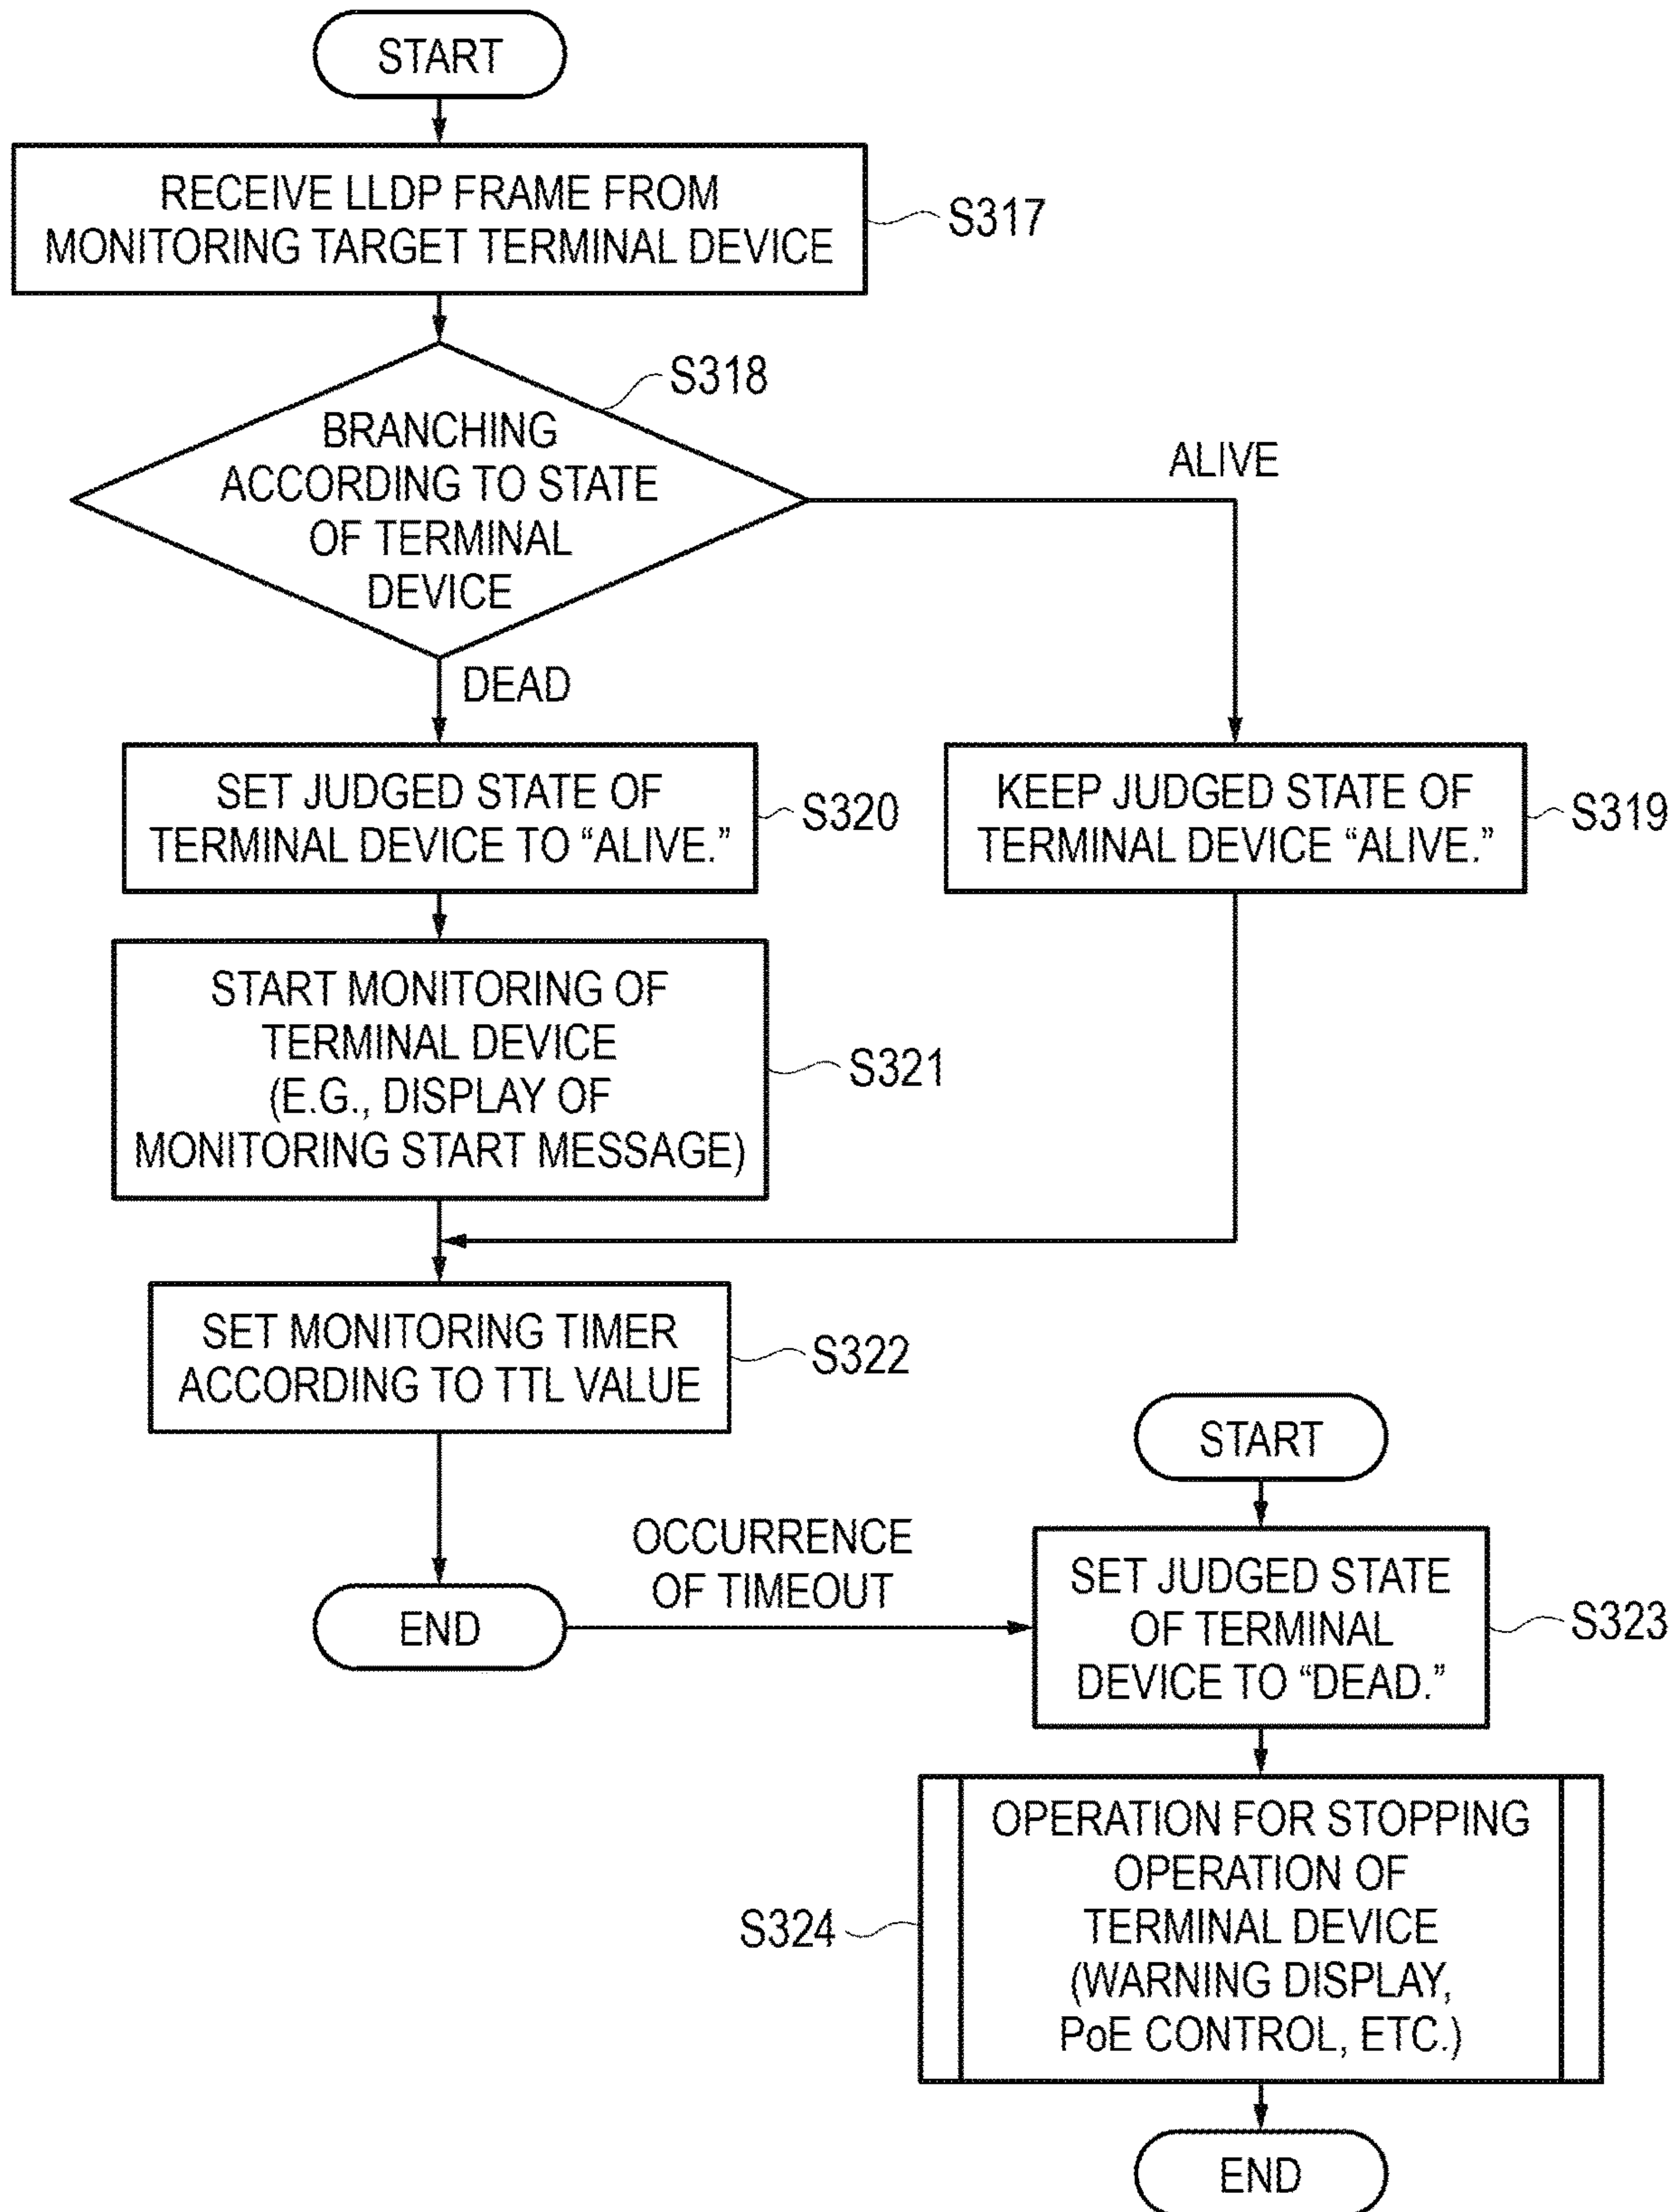 START
RECEIVE LLDP FRAME FROM
MONITORING TARGET TERMINAL DEVICE
S317
S318
BRANCHING
ACCORDING TO STATE
OF TERMINAL
DEVICE
ALIVE
DEAD
SET JUDGED STATE OF
TERMINAL DEVICE TO “ALIVE.”
S320
KEEP JUDGED STATE OF
TERMINAL DEVICE “ALIVE.”
S319
START MONITORING OF
TERMINAL DEVICE
(E.G., DISPLAY OF
MONITORING START MESSAGE)
S321
SET MONITORING TIMER
ACCORDING TO TTL VALUE
S322
END
OCCURRENCE
OF TIMEOUT
START
SET JUDGED STATE
OF TERMINAL
DEVICE TO “DEAD.”
S323
OPERATION FOR STOPPING
OPERATION OF
TERMINAL DEVICE
(WARNING DISPLAY,
PoE CONTROL, ETC.)
S324
END